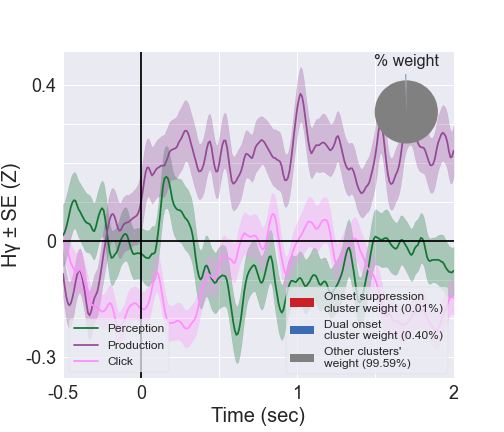 % weight
0.4
0
-0.3
Hγ ± SE (Z)
Perception
Production
Click
Onset suppression
cluster weight (0.01%)
Dual onset
cluster weight (0.40%)
Other clusters'
weight (99.59%)
-0.5
0
1
2
Time (sec)